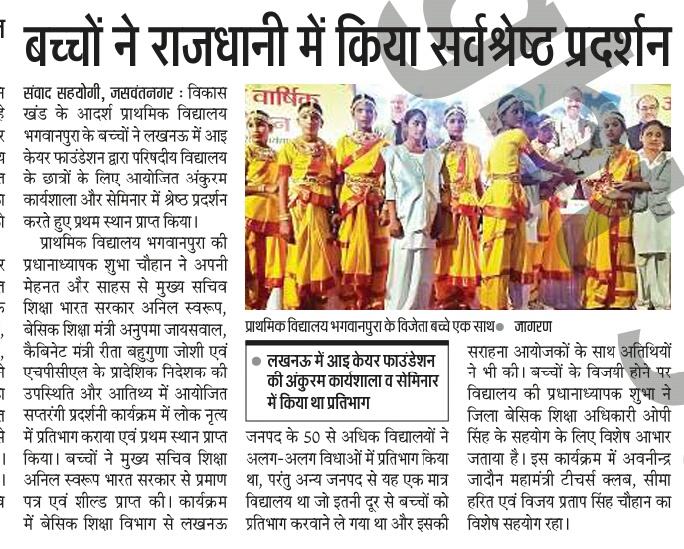 बच्चों ने राजधानी में किया सर्वश्रेष्ठ प्रदर्शन
संवाद सहयोगी, जसवंतनगर : विकास
खंड के आदर्श प्राथमिक विद्यालय
भगवानपुरा के बच्चों ने लखनऊ में आइ
केयर फाउंडेशन द्वारा परिषदीय विद्यालय
के छात्रों के लिए आयोजित अंकुरम
कार्यशाला और सेमिनार में श्रेष्ठ प्रदर्शन
करते हुए प्रथम स्थान प्राप्त किया।
प्राथमिक विद्यालय भगवानपुरा की
प्रधानाध्यापक शुभा चौहान ने अपनी
मेहनत और साहस से मुख्य सचिव
शिक्षा भारत सरकार अनिल स्वरूप,
बेसिक शिक्षा मंत्री अनुपमा जायसवाल,
कैबिनेट मंत्री रीता बहुगुणा जोशी एवं
एचपीसीएल के प्रादेशिक निदेशक की
उपस्थिति और आतिथ्य में आयोजित
सप्तरंगी प्रदर्शनी कार्यक्रम में लोक नृत्य
में प्रतिभाग कराया एवं प्रथम स्थान प्राप्त
किया। बच्चों ने मुख्य सचिव शिक्षा
अनिल स्वरूप भारत सरकार से प्रमाण
पत्र एवं शील्ड प्राप्त की। कार्यक्रम
में बेसिक शिक्षा विभाग से लखनऊ
वार्षिक
प्राथमिक विद्यालय भगवानपुरा के विजेता बच्चे एक साथ● जागरण
● लखनऊ में आइ केयर फाउंडेशन
की अंकुरम कार्यशाला व सेमिनार
में किया था प्रतिभाग
जनपद के 50 से अधिक विद्यालयों ने
अलग-अलग विधाओं में प्रतिभाग किया
था, परंतु अन्य जनपद से यह एक मात्र
विद्यालय था जो इतनी दूर से बच्चों को
प्रतिभाग करवाने ले गया था और इसकी
सराहना आयोजकों के साथ अतिथियों
ने भी की। बच्चों के विजयी होने पर
विद्यालय की प्रधानाध्यापक शुभा ने
जिला बेसिक शिक्षा अधिकारी ओपी
सिंह के सहयोग के लिए विशेष आभार
जताया है। इस कार्यक्रम में अवनीन्द्र
जादौन महामंत्री टीचर्स क्लब, सीमा
हरित एवं विजय प्रताप सिंह चौहान का
विशेष सहयोग रहा।